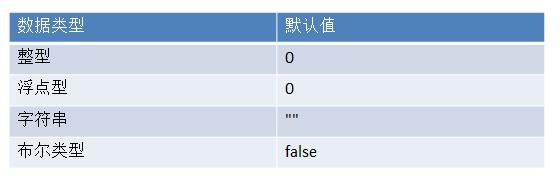 数据类型 默认值
整型 0
浮点型 0
字符串 ""
布尔类型 false